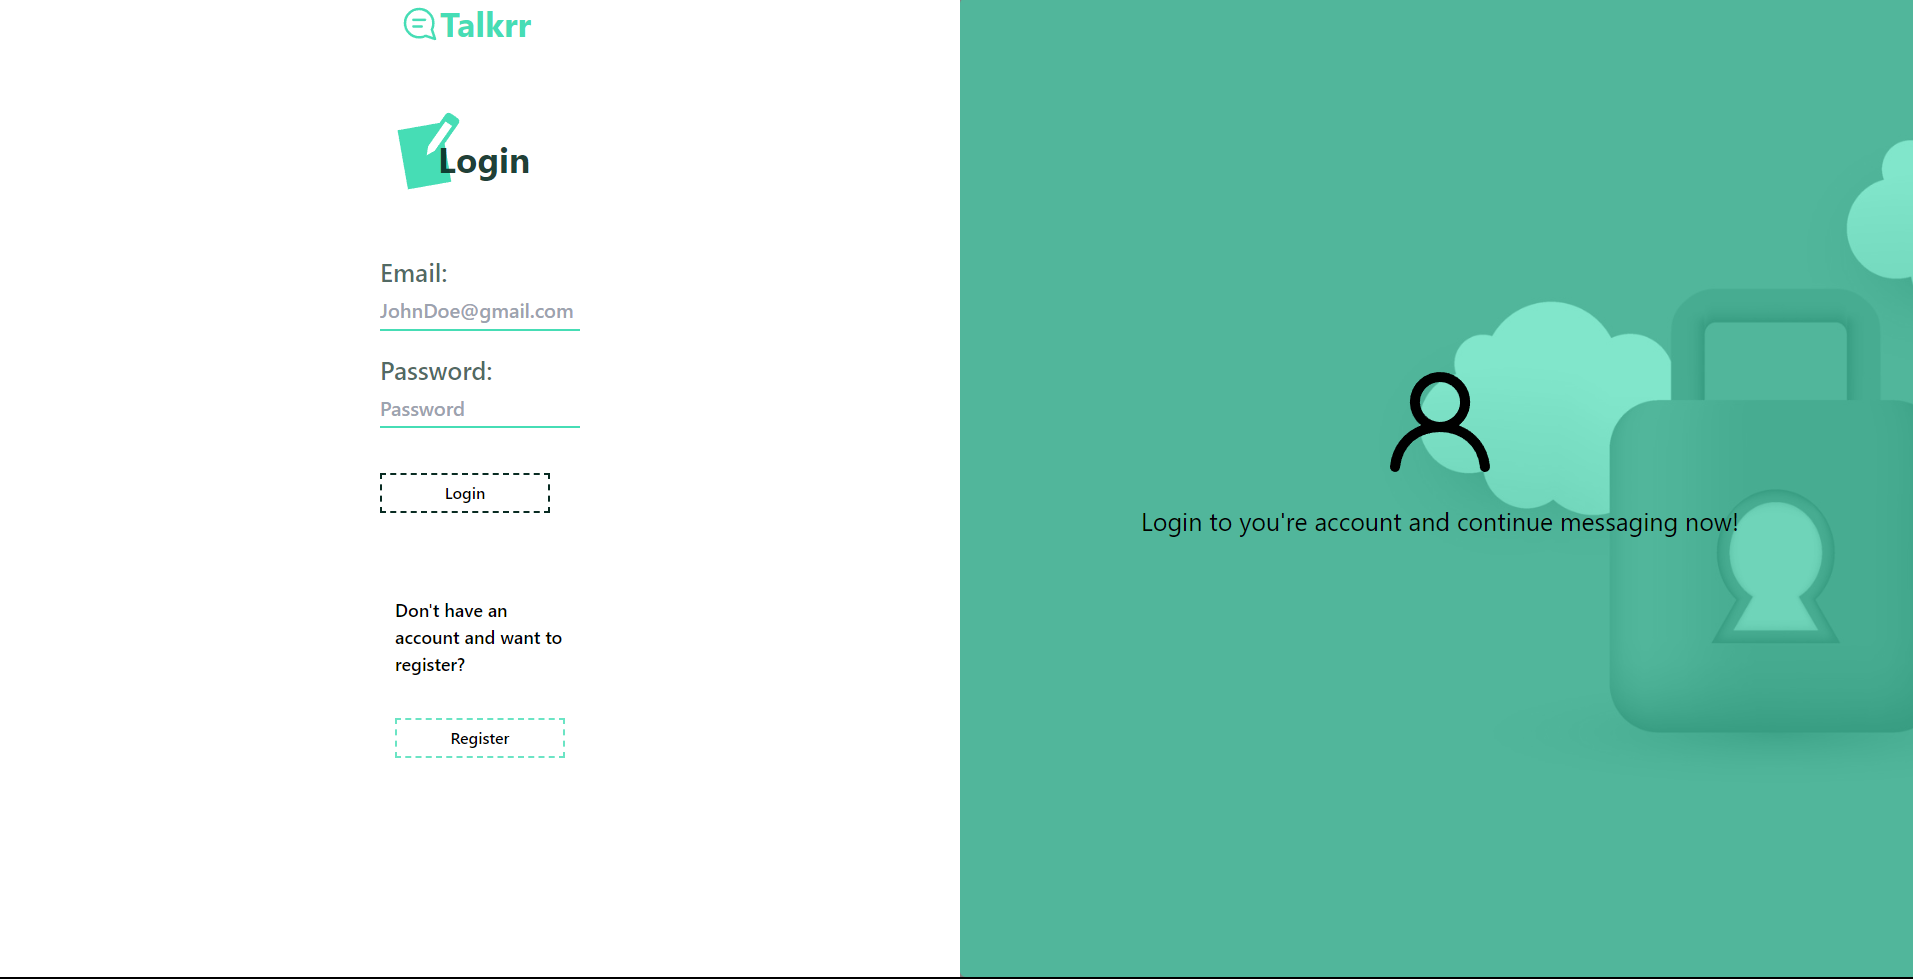 Talkrr
Login
Email:
JohnDoe@gmail.com
Password:
Password
Login
Don't have an
account and want to
register?
Register
Login to you're account and continue messaging now!